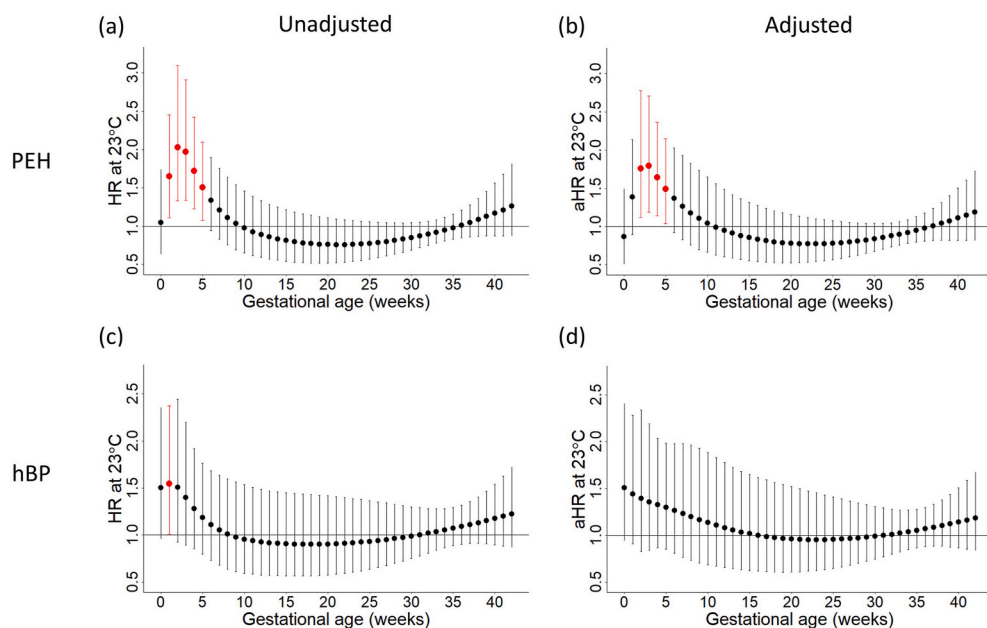 (a) Unadjusted (b) Adjusted
PEH
HR at 23°C
0.5 1.0 1.5 2.0 2.5 3.0
0 5 10 15 20 25 30 35 40
Gestational age (weeks)
aHR at 23°C
0.5 1.0 1.5 2.0 2.5 3.0
0 5 10 15 20 25 30 35 40
Gestational age (weeks)
(c) (d)
hBP
HR at 23°C
0.5 1.0 1.5 2.0 2.5
0 5 10 15 20 25 30 35 40
Gestational age (weeks)
aHR at 23°C
0.5 1.0 1.5 2.0 2.5
0 5 10 15 20 25 30 35 40
Gestational age (weeks)